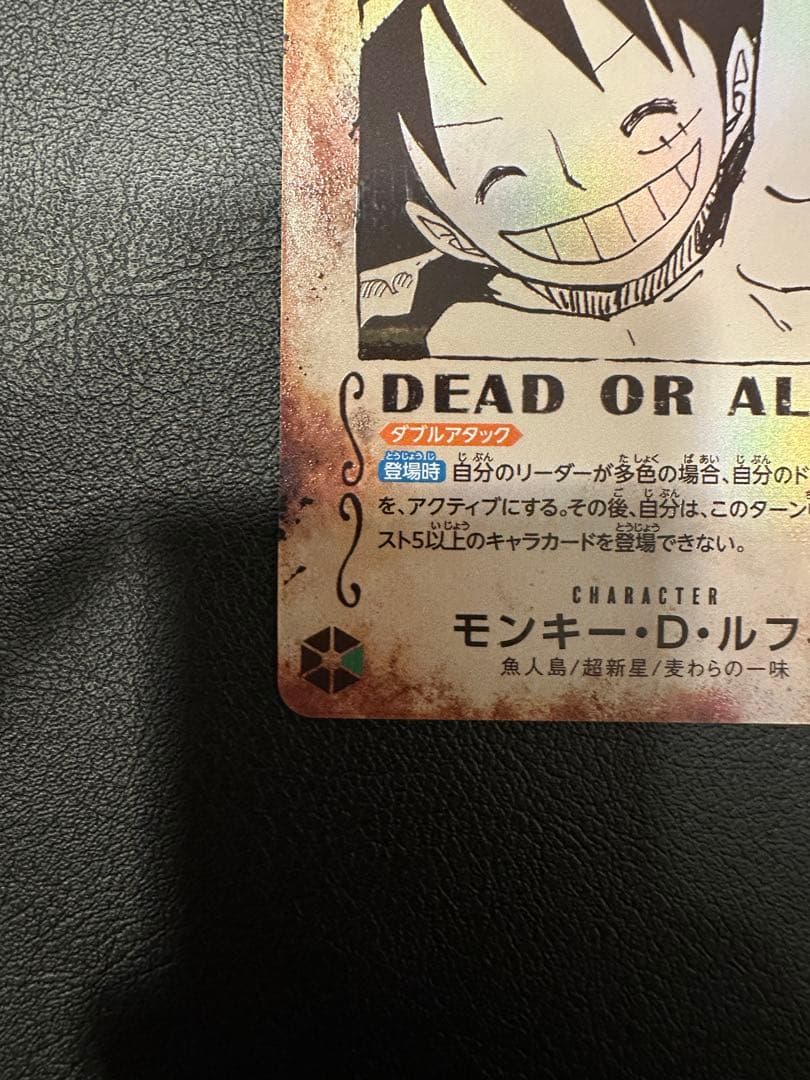 DEAD OR AL
ダブルアタック
登場時 自分のリーダーが多色の場合、自分のド
を、アクティブにする。その後、自分は、このターン
スト5以上のキャラカードを登場できない。
CHARACTER
モンキー・D・ルフ
魚人島/超新星/麦わらの一味